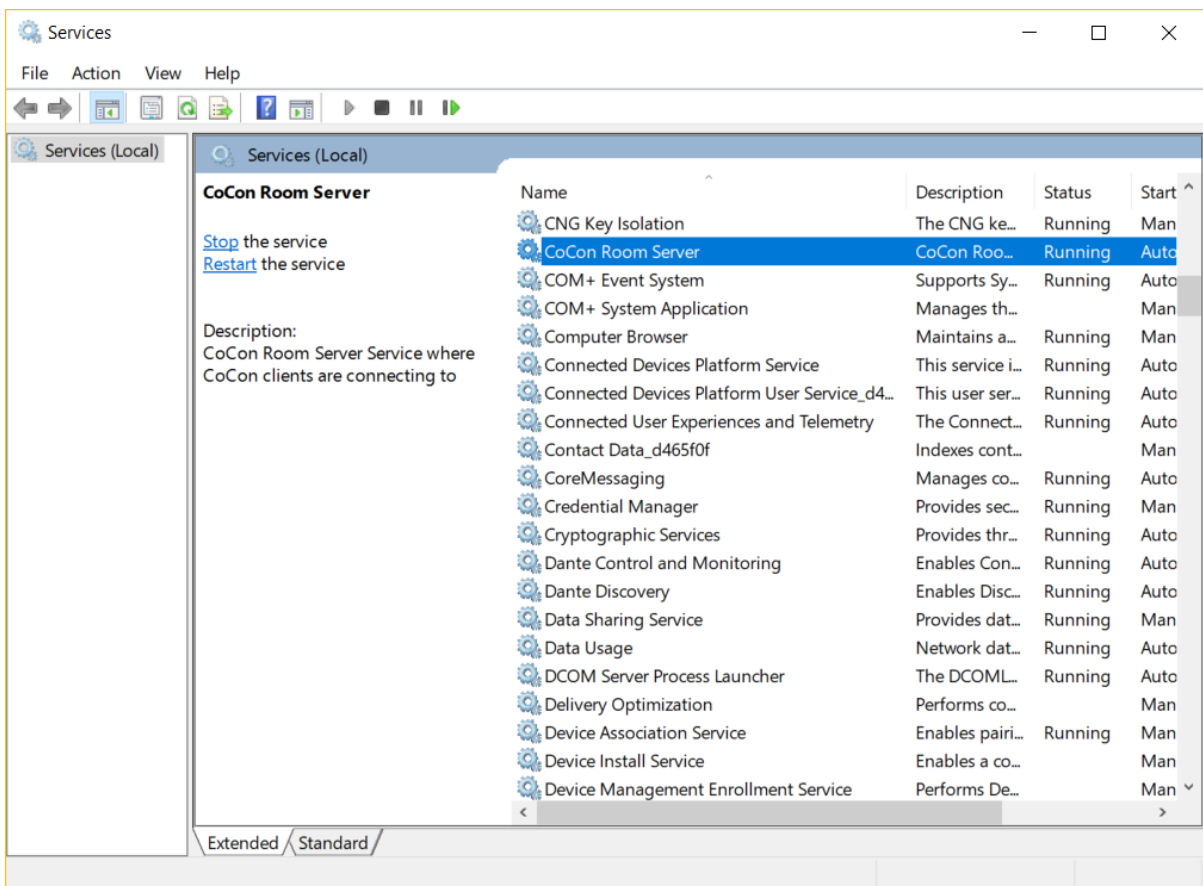 Services
File Action View Help
Services (Local)
Services (Local)
CoCon Room Server
Stop the service
Restart the service
Description:
CoCon Room Server Service where
CoCon clients are connecting to
Name Description Status Start
CNG Key Isolation The CNG ke... Running Man
CoCon Room Server CoCon Roo... Running Auto
COM+ Event System Supports Sy... Running Auto
COM+ System Application Manages th... Man
Computer Browser Maintains a... Running Man
Connected Devices Platform Service This service i... Running Auto
Connected Devices Platform User Service_d4... This user ser... Running Auto
Connected User Experiences and Telemetry The Connect... Running Auto
Contact Data_d465f0f Indexes cont... Man
CoreMessaging Manages co... Running Auto
Credential Manager Provides sec... Running Man
Cryptographic Services Provides thr... Running Auto
Dante Control and Monitoring Enables Con... Running Auto
Dante Discovery Enables Disc... Running Auto
Data Sharing Service Provides dat... Running Man
Data Usage Network dat... Running Auto
DCOM Server Process Launcher The DCOML... Running Auto
Delivery Optimization Performs co... Man
Device Association Service Enables pairi... Running Man
Device Install Service Enables a co... Man
Device Management Enrollment Service Performs De... Man
Extended Standard